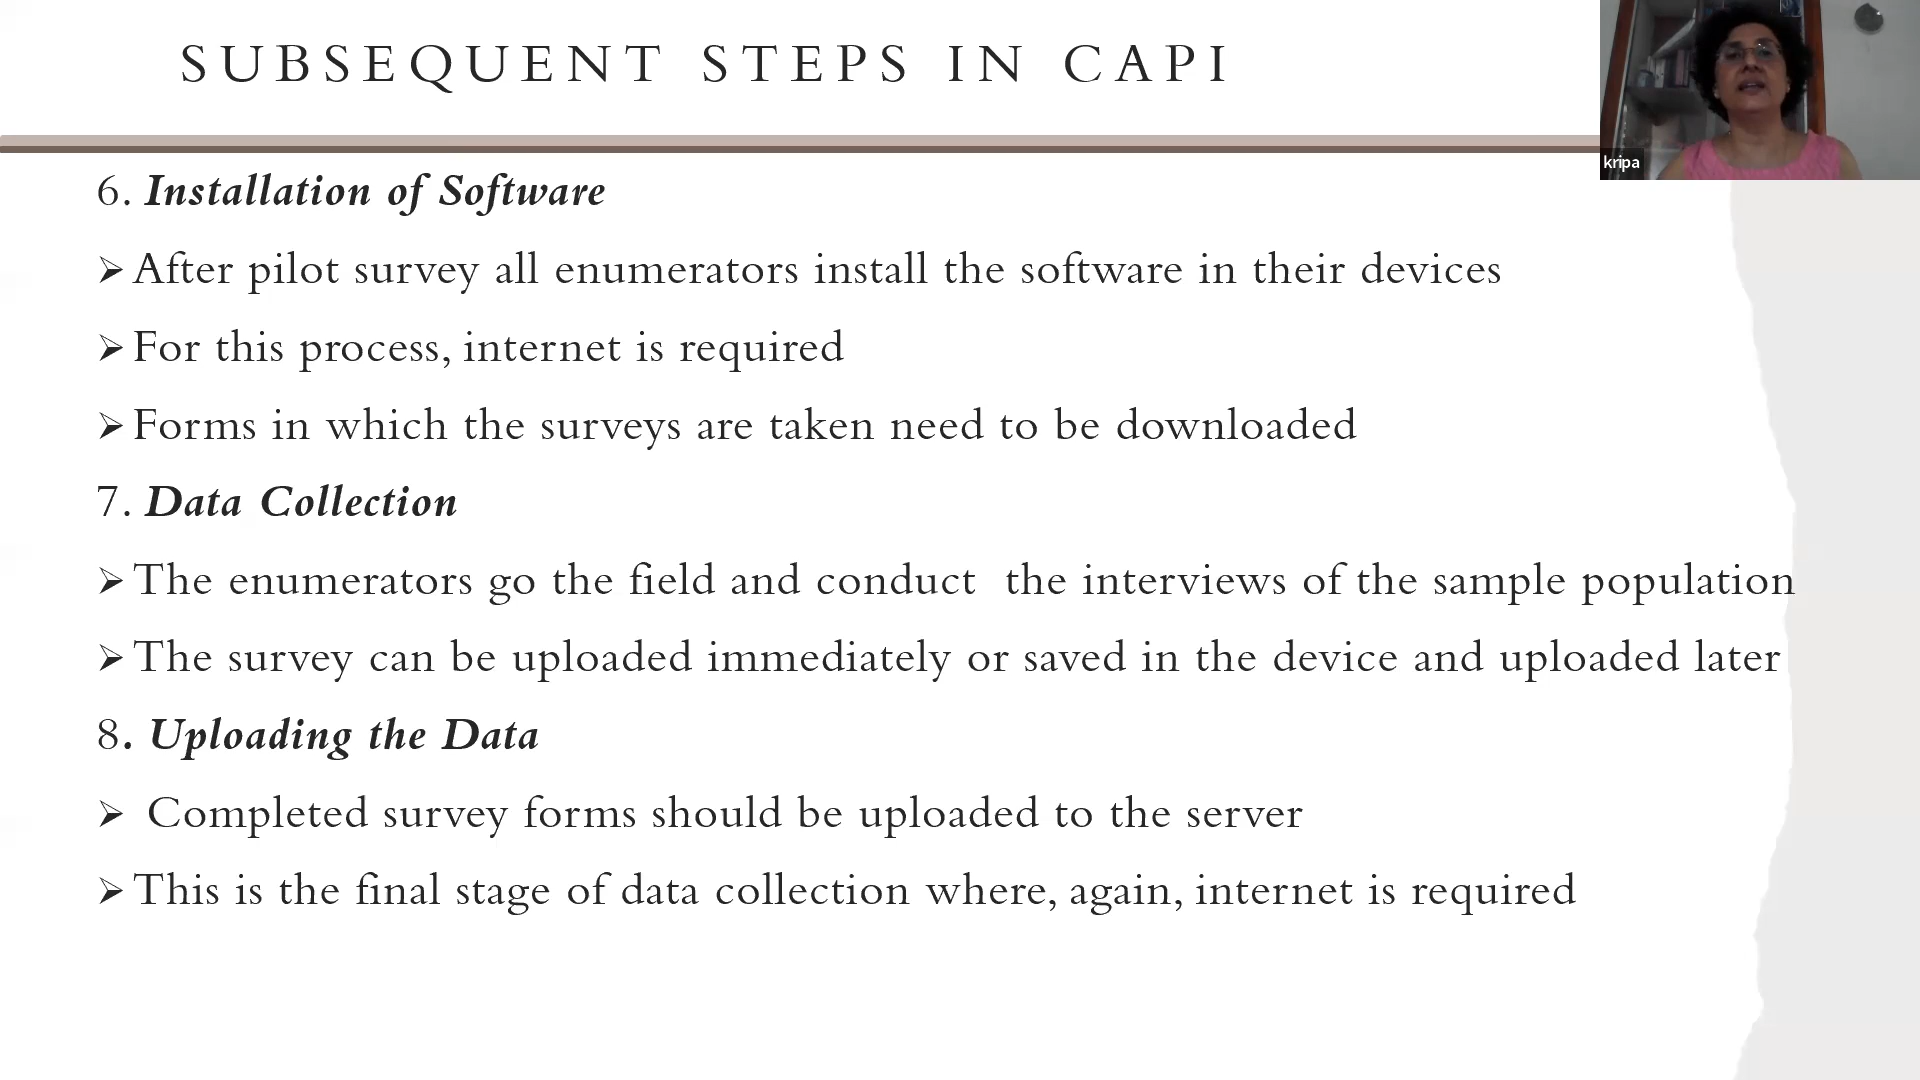 SUBSEQUENT STEPS IN CAPI
kripa
6. Installation of Software
➢ After pilot survey all enumerators install the software in their devices
➢ For this process, internet is required
➢ Forms in which the surveys are taken need to be downloaded
7. Data Collection
➢ The enumerators go the field and conduct  the interviews of the sample population
➢ The survey can be uploaded immediately or saved in the device and uploaded later
8. Uploading the Data
➢ Completed survey forms should be uploaded to the server
➢ This is the final stage of data collection where, again, internet is required